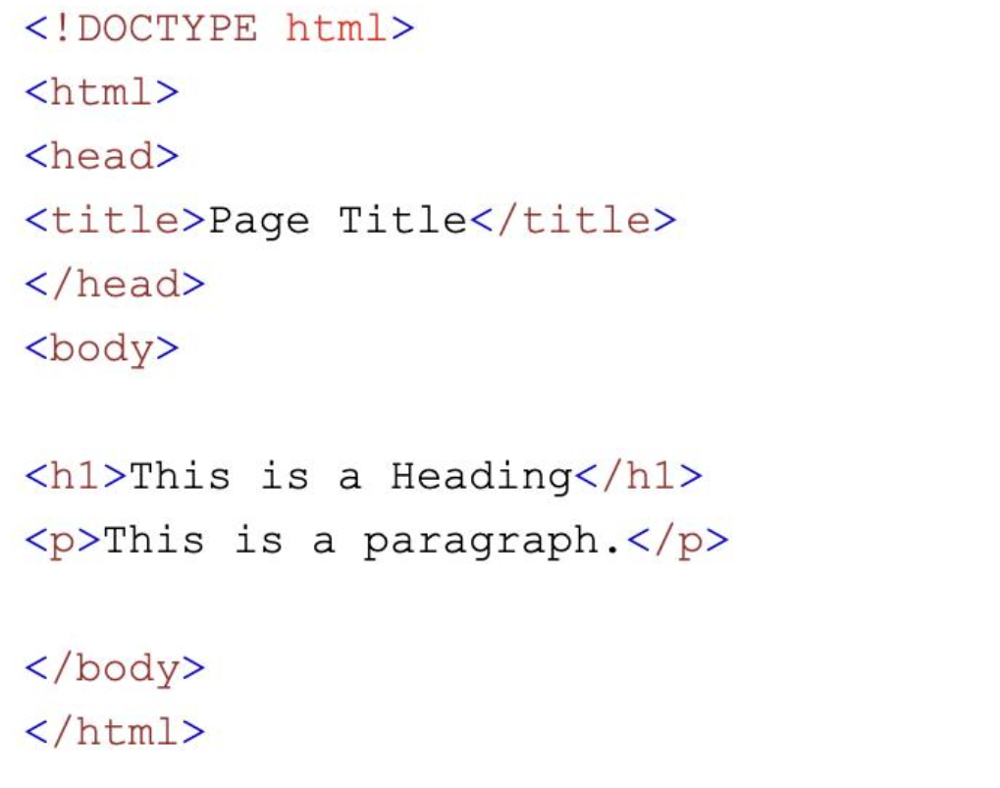 <!DOCTYPE html>
<html>
<head>
<title>Page Title</title>
</head>
<body>
<h1>This is a Heading</h1>
<p>This is a paragraph.</p>
</body>
</html>